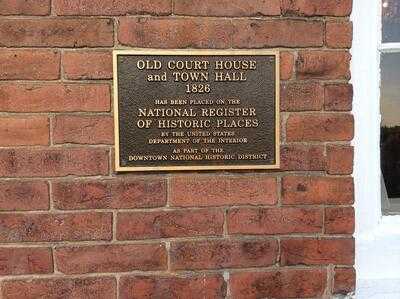 OLD COURT HOUSE
and TOWN HALL
1826
HAS BEEN PLACED ON THE
NATIONAL REGISTER
OF HISTORIC PLACES
BY THE UNITED STATES
DEPARTMENT OF THE INTERIOR
AS PART OF THE
DOWNTOWN NATIONAL HISTORIC DISTRICT